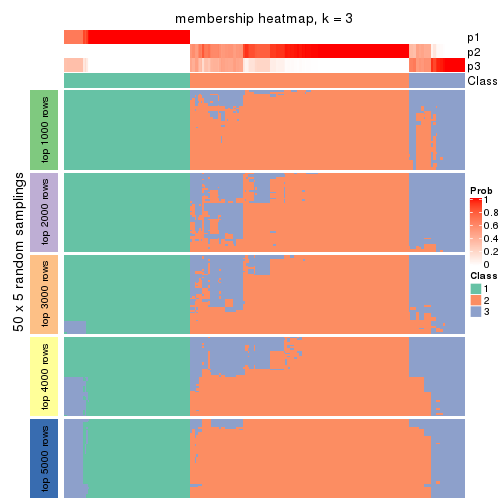 membership heatmap, k = 3
p1
p2
p3
Class
top 1000 rows
top 2000 rows
top 3000 rows
top 4000 rows
top 5000 rows
50 x 5 random samplings
Prob
1
0.8
0.6
0.4
0.2
0
Class
1
2
3